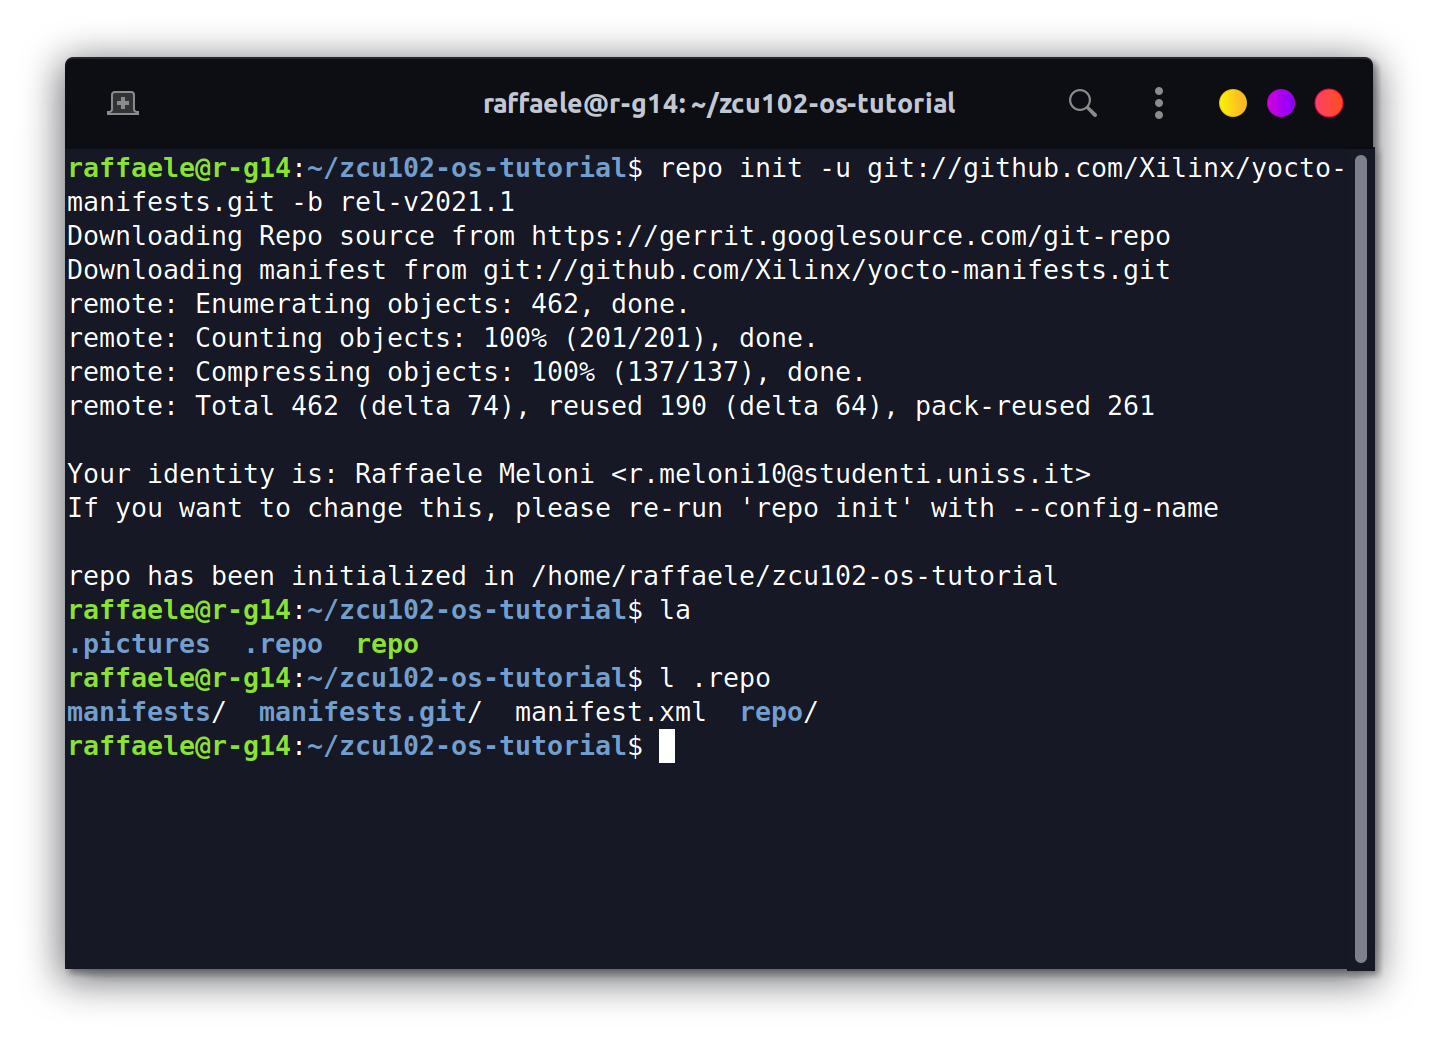 raffaele@r-g14: ~/zcu102-os-tutorial
raffaele@r-g14:~/zcu102-os-tutorial$ repo init -u git://github.com/Xilinx/yocto-
manifests.git -b rel-v2021.1
Downloading Repo source from https://gerrit.googlesource.com/git-repo
Downloading manifest from git://github.com/Xilinx/yocto-manifests.git
remote: Enumerating objects: 462, done.
remote: Counting objects: 100% (201/201), done.
remote: Compressing objects: 100% (137/137), done.
remote: Total 462 (delta 74), reused 190 (delta 64), pack-reused 261
Your identity is: Raffaele Meloni <r.meloni10@studenti.uniss.it>
If you want to change this, please re-run 'repo init' with --config-name
repo has been initialized in /home/raffaele/zcu102-os-tutorial
raffaele@r-g14:~/zcu102-os-tutorial$ la
.pictures  .repo  repo
raffaele@r-g14:~/zcu102-os-tutorial$ l .repo
manifests/  manifests.git/  manifest.xml  repo/
raffaele@r-g14:~/zcu102-os-tutorial$